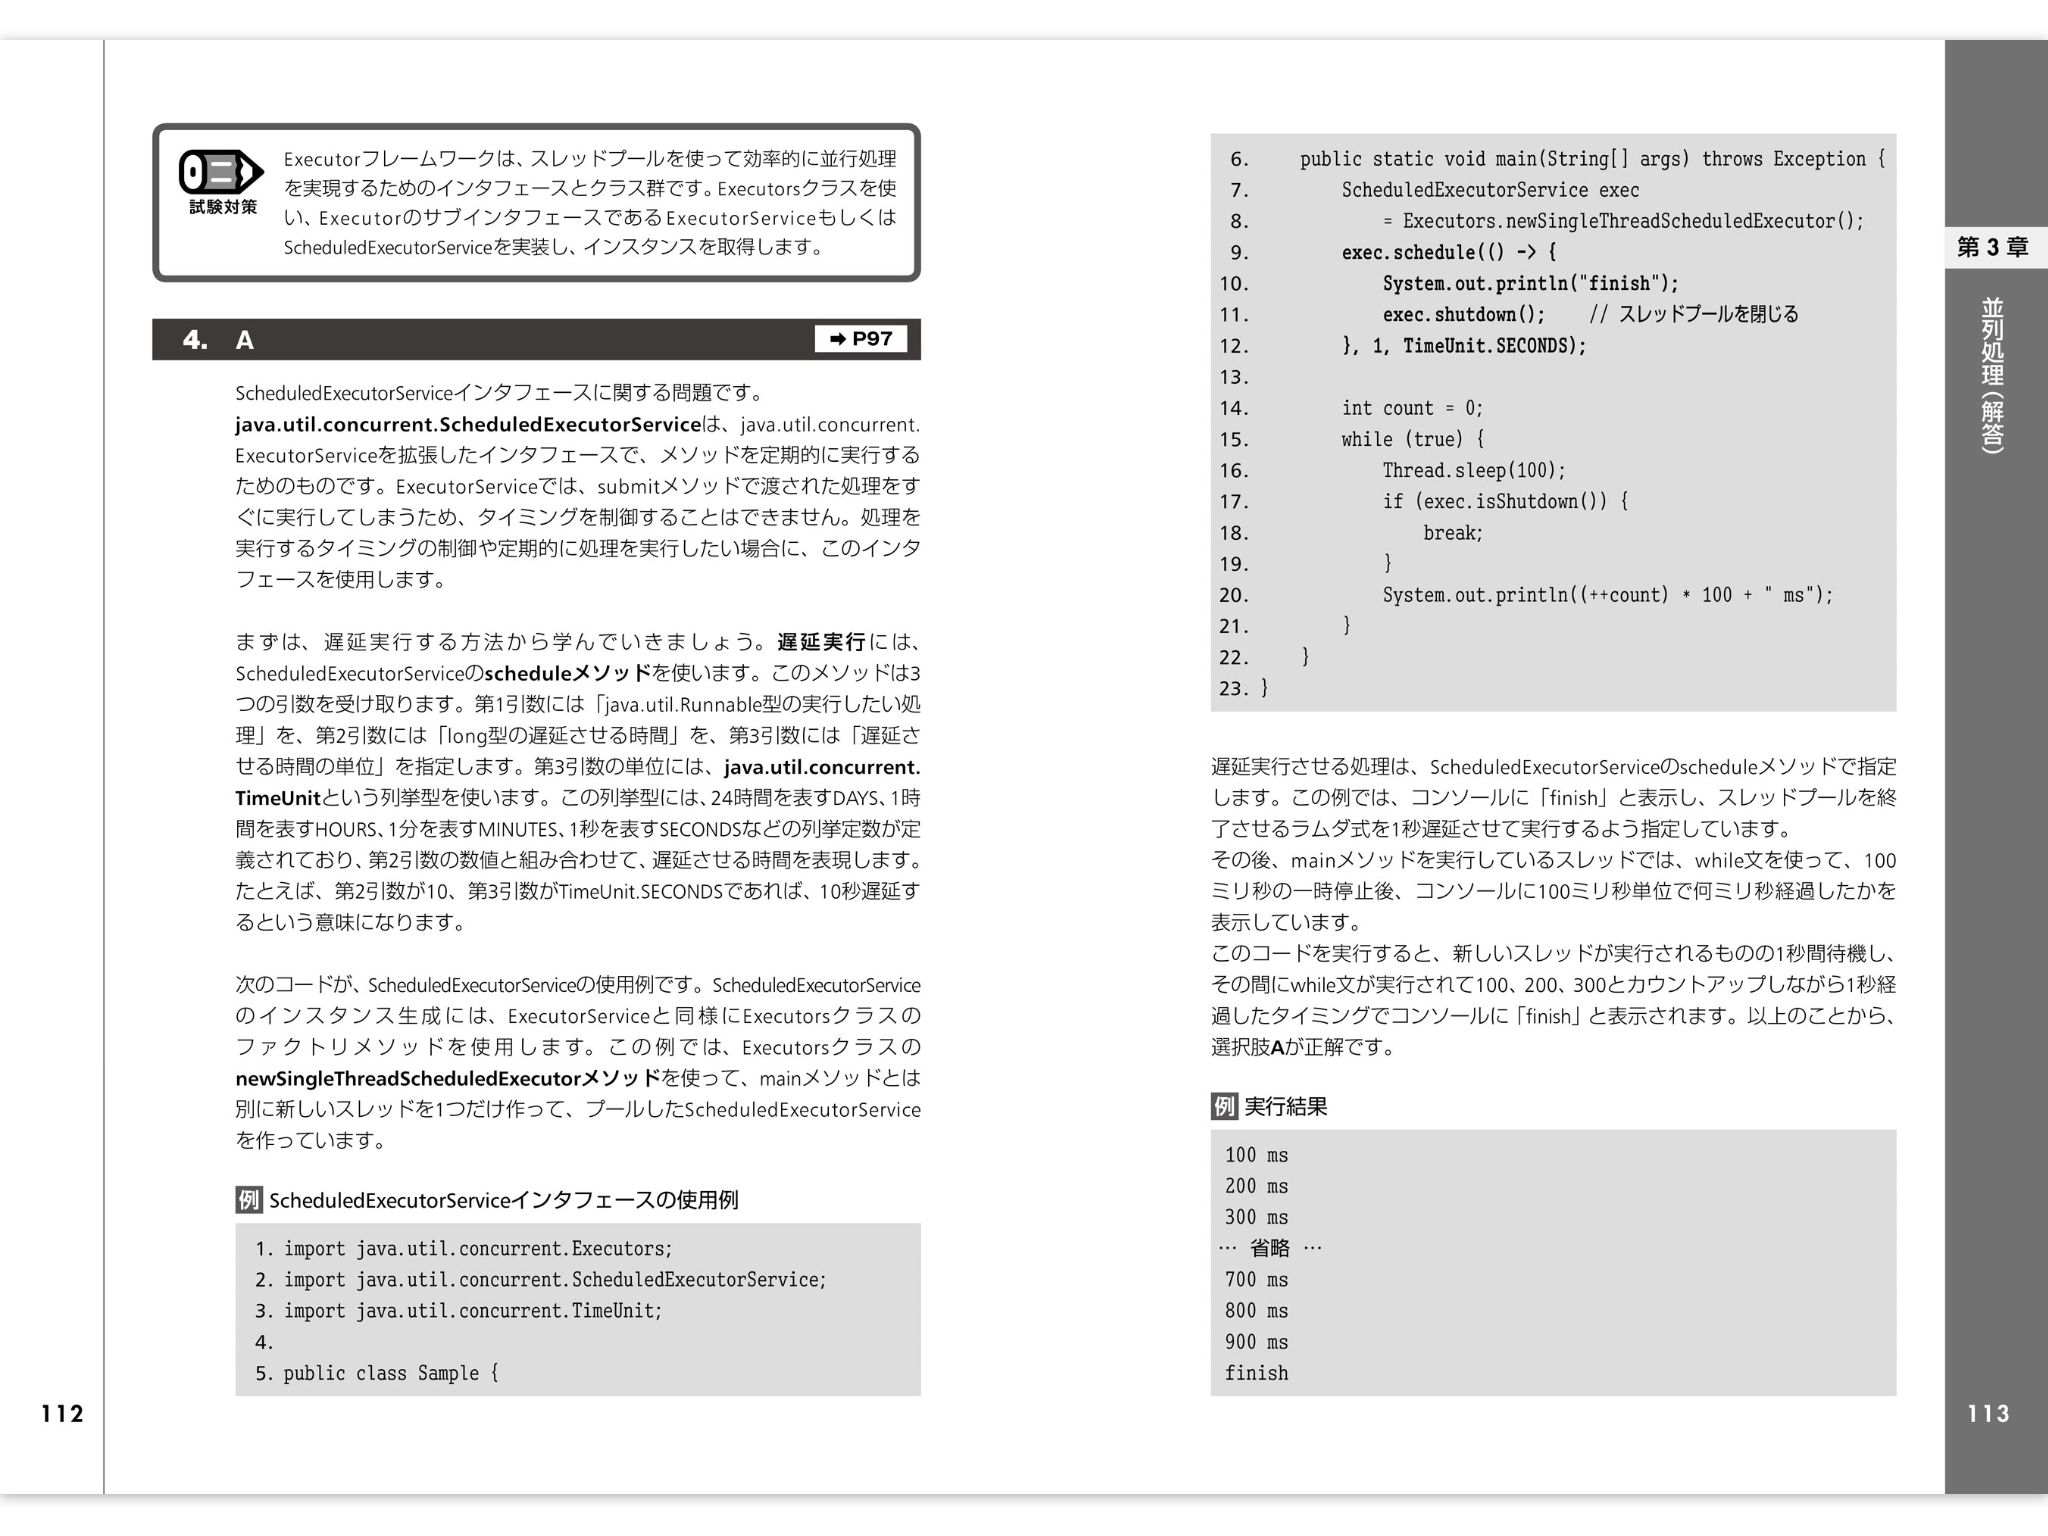 Executorフレームワークは、スレッドプールを使って効率的に並行処理
を実現するためのインタフェースとクラス群です。Executorsクラスを使
い、ExecutorのサブインタフェースであるExecutorServiceもしくは
ScheduledExecutorServiceを実装し、インスタンスを取得します。
試験対策
4. A ➡ P97
ScheduledExecutorServiceインタフェースに関する問題です。
java.util.concurrent.ScheduledExecutorServiceは、java.util.concurrent.
ExecutorServiceを拡張したインタフェースで、メソッドを定期的に実行する
ためのものです。ExecutorServiceでは、submitメソッドで渡された処理をす
ぐに実行してしまうため、タイミングを制御することはできません。処理を
実行するタイミングの制御や定期的に処理を実行したい場合に、このインタ
フェースを使用します。
まずは、遅延実行する方法から学んでいきましょう。遅延実行には、
ScheduledExecutorServiceのscheduleメソッドを使います。このメソッドは3
つの引数を受け取ります。第1引数には「java.util.Runnable型の実行したい処
理」を、第2引数には「long型の遅延させる時間」を、第3引数には「遅延さ
せる時間の単位」を指定します。第3引数の単位には、java.util.concurrent.
TimeUnitという列挙型を使います。この列挙型には、24時間を表すDAYS、1時
間を表すHOURS、1分を表すMINUTES、1秒を表すSECONDSなどの列挙定数が定
義されており、第2引数の数値と組み合わせて、遅延させる時間を表現します。
たとえば、第2引数が10、第3引数がTimeUnit.SECONDSであれば、10秒遅延す
るという意味になります。
次のコードが、ScheduledExecutorServiceの使用例です。ScheduledExecutorService
のインスタンス生成には、ExecutorServiceと同様にExecutorsクラスの
ファクトリメソッドを使用します。この例では、Executorsクラスの
newSingleThreadScheduledExecutorメソッドを使って、mainメソッドとは
別に新しいスレッドを1つだけ作って、プールしたScheduledExecutorService
を作っています。
例 ScheduledExecutorServiceインタフェースの使用例
1. import java.util.concurrent.Executors;
2. import java.util.concurrent.ScheduledExecutorService;
3. import java.util.concurrent.TimeUnit;
4.
5. public class Sample {
112
6.     public static void main(String[] args) throws Exception {
7.         ScheduledExecutorService exec
8.             = Executors.newSingleThreadScheduledExecutor();
9.         exec.schedule(() -> {
10.             System.out.println("finish");
11.             exec.shutdown();    // スレッドプールを閉じる
12.         }, 1, TimeUnit.SECONDS);
13.
14.         int count = 0;
15.         while (true) {
16.             Thread.sleep(100);
17.             if (exec.isShutdown()) {
18.                 break;
19.             }
20.             System.out.println((++count) * 100 + " ms");
21.         }
22.     }
23. }
遅延実行させる処理は、ScheduledExecutorServiceのscheduleメソッドで指定
します。この例では、コンソールに「finish」と表示し、スレッドプールを終
了させるラムダ式を1秒遅延させて実行するよう指定しています。
その後、mainメソッドを実行しているスレッドでは、while文を使って、100
ミリ秒の一時停止後、コンソールに100ミリ秒単位で何ミリ秒経過したかを
表示しています。
このコードを実行すると、新しいスレッドが実行されるものの1秒間待機し、
その間にwhile文が実行されて100、200、300とカウントアップしながら1秒経
過したタイミングでコンソールに「finish」と表示されます。以上のことから、
選択肢Aが正解です。
例 実行結果
100 ms
200 ms
300 ms
… 省略 …
700 ms
800 ms
900 ms
finish
第3章
並列処理（解答）
113